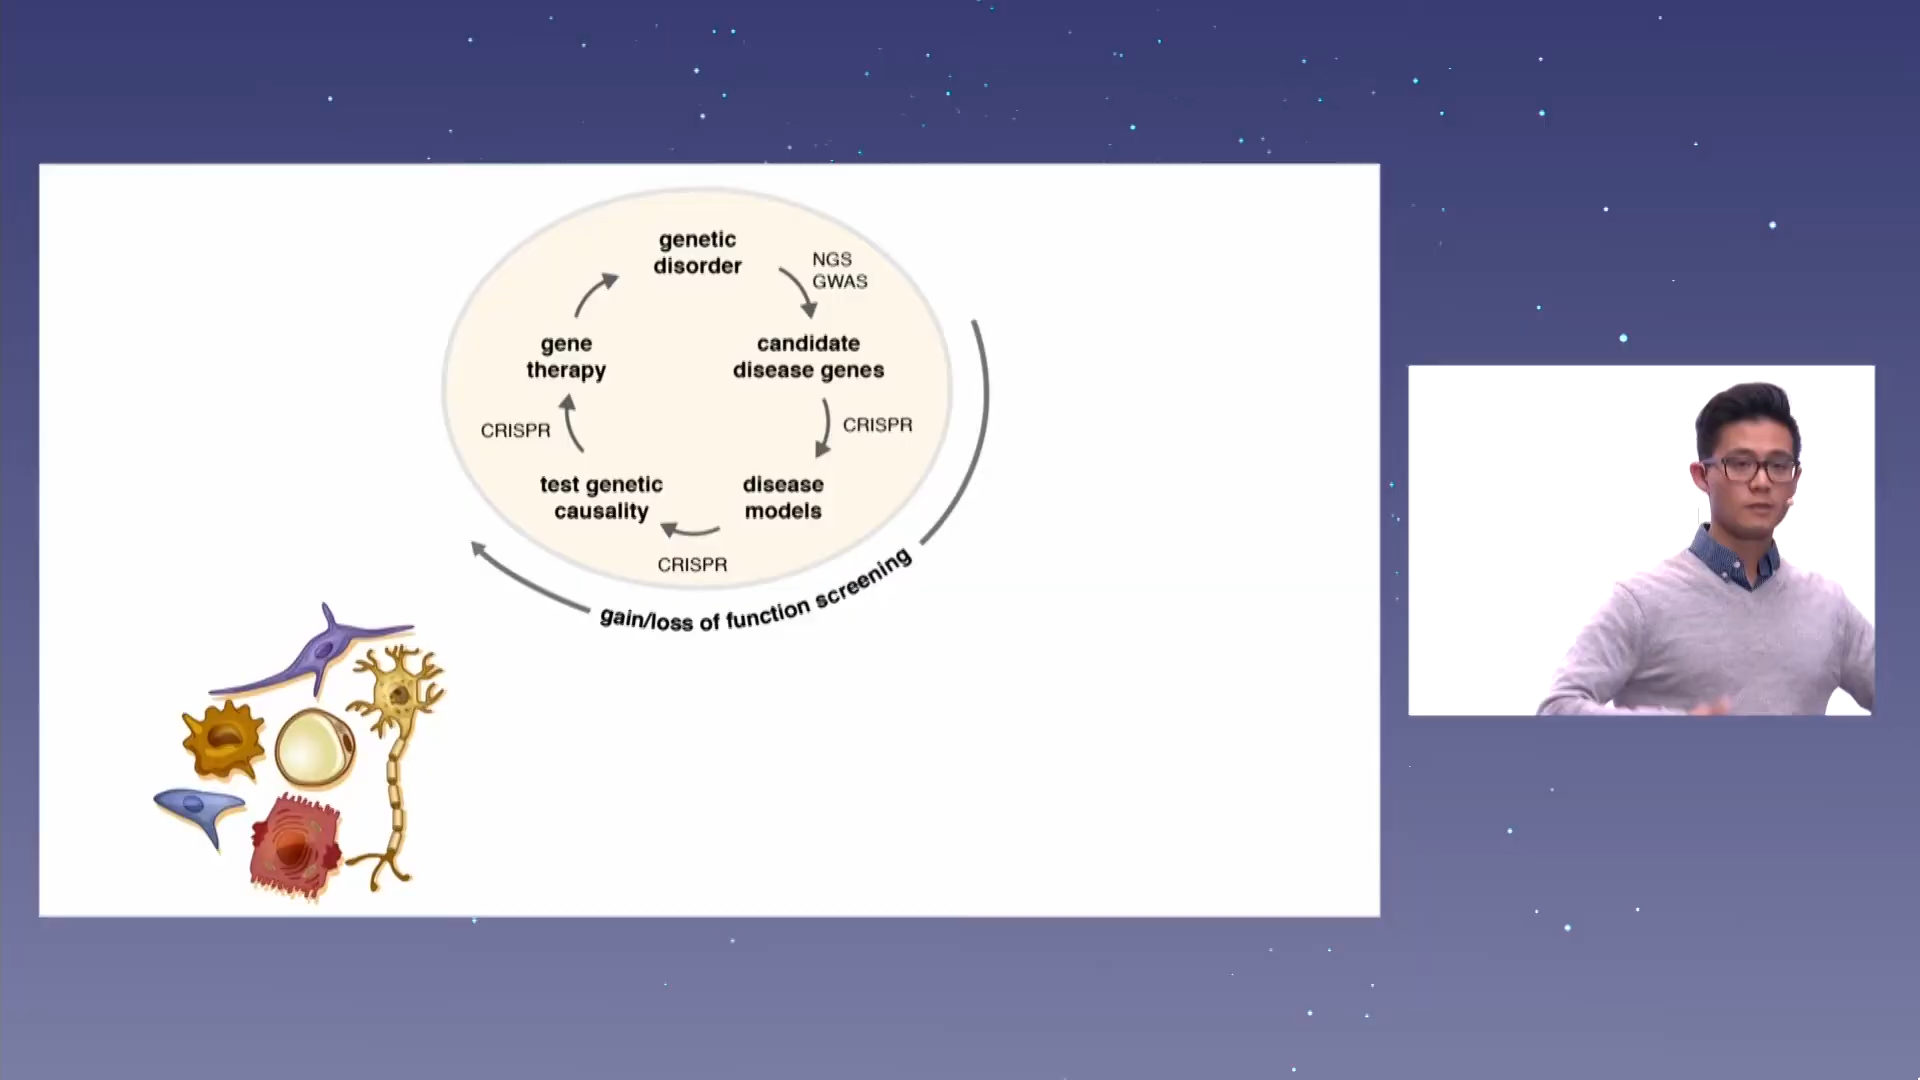 genetic
disorder
NGS
GWAS
candidate
disease genes
CRISPR
disease
models
CRISPR
test genetic
causality
CRISPR
gene
therapy
gain/loss of function screening